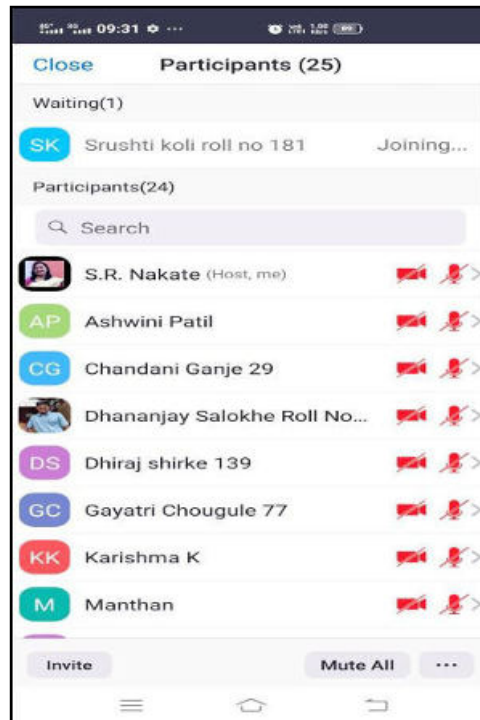 09:31
Close Participants (25)
Waiting(1)
SK Srushti koli roll no 181 Joining...
Participants(24)
Search
S.R. Nakate (Host, me)
AP Ashwini Patil
CG Chandani Ganje 29
Dhananjay Salokhe Roll No...
DS Dhiraj shirke 139
GC Gayatri Chougule 77
KK Karishma K
M Manthan
Invite Mute All ...